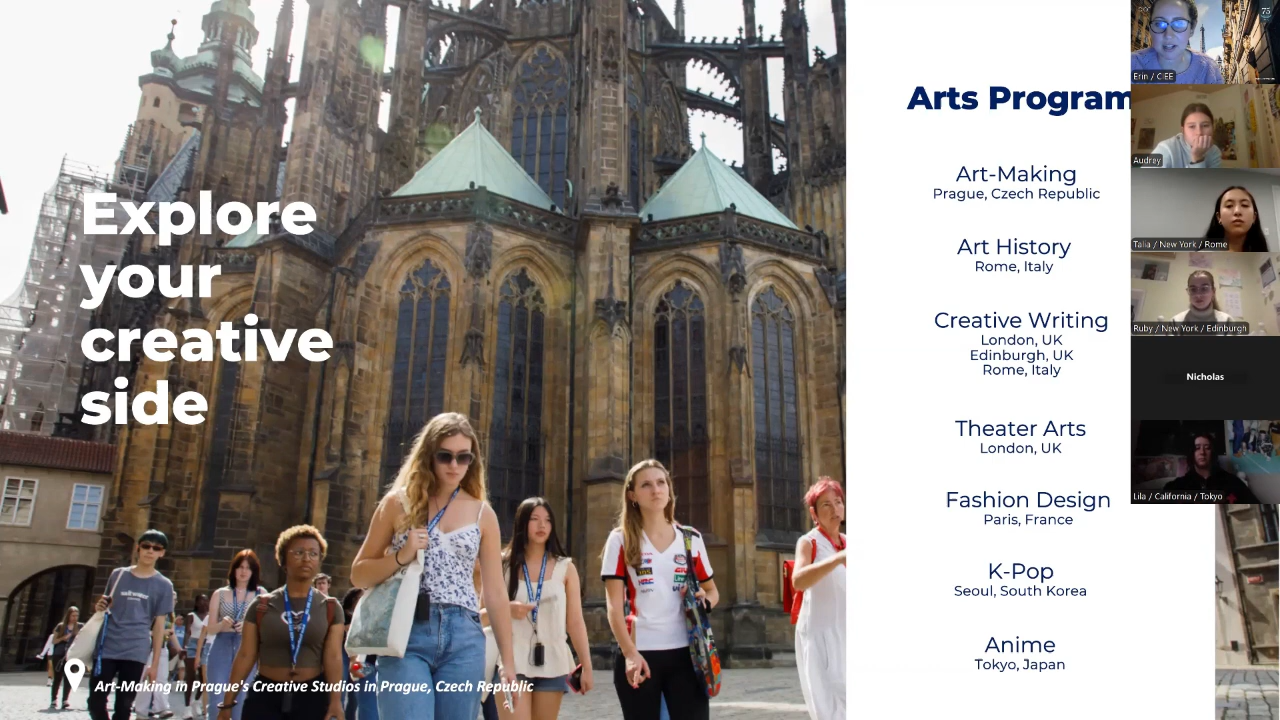 Explore
your
creative
side
Art-Making in Prague's Creative Studios in Prague, Czech Republic
Arts Program
Art-Making
Prague, Czech Republic
Art History
Rome, Italy
Creative Writing
London, UK
Edinburgh, UK
Rome, Italy
Theater Arts
London, UK
Fashion Design
Paris, France
K-Pop
Seoul, South Korea
Anime
Tokyo, Japan
75
Erin / CIEE
Audrey
Talia / New York / Rome
Ruby / New York / Edinburgh
Nicholas
Lila / California / Tokyo